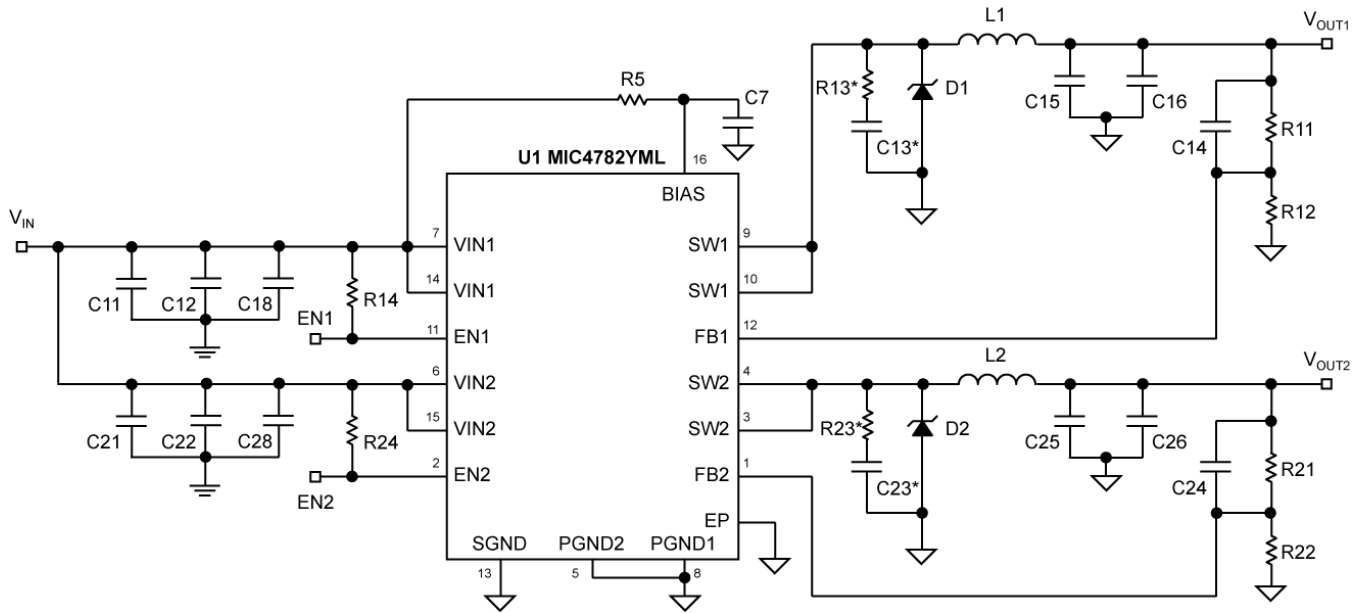 L1
V_OUT1
R5
C7
R13*
D1
C15
C16
R11
C13*
C14
U1 MIC4782YML
16
BIAS
R12
V_IN
7
VIN1
SW1
9
14
VIN1
SW1
10
C11
C12
C18
R14
EN1
11
EN1
FB1
12
L2
V_OUT2
6
VIN2
SW2
4
15
VIN2
SW2
3
C21
C22
C28
R24
R23*
D2
C25
C26
R21
EN2
2
EN2
FB2
1
C23*
C24
EP
SGND
PGND2
PGND1
R22
13
5
8